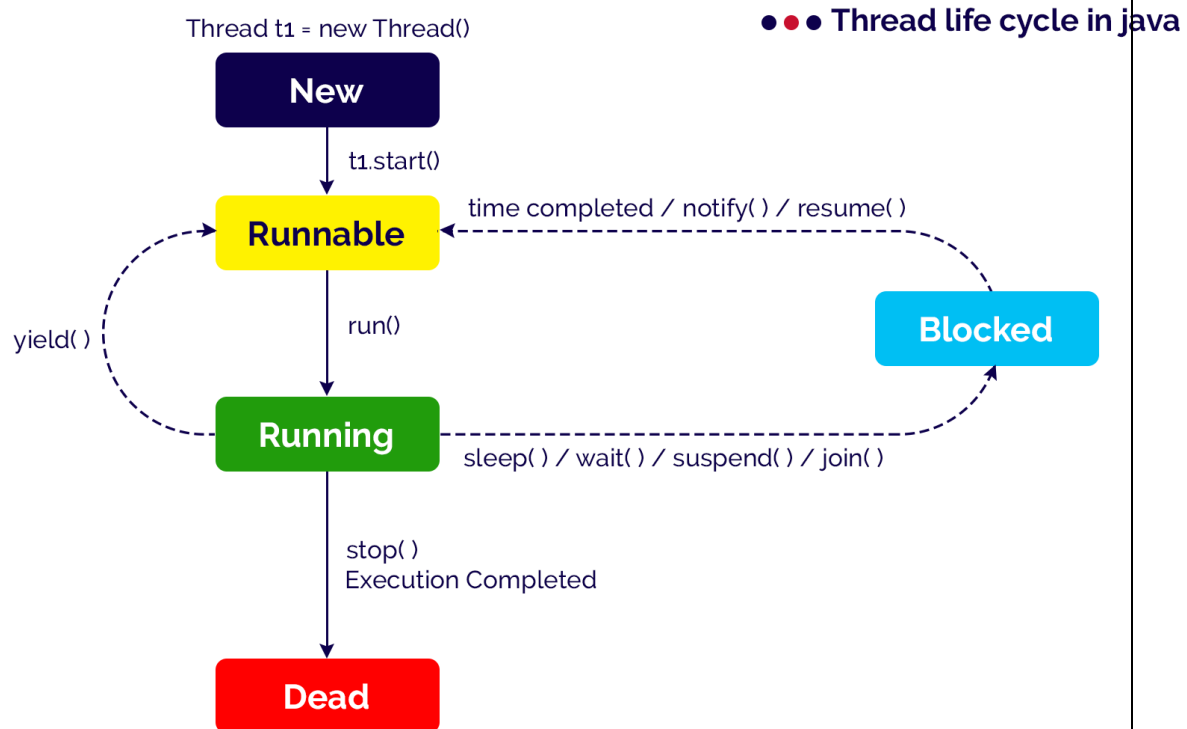 Thread life cycle in java
Thread t1 = new Thread()
New
t1.start()
time completed / notify( ) / resume( )
Runnable
run()
yield( )
Blocked
Running
sleep( ) / wait( ) / suspend( ) / join( )
stop( )
Execution Completed
Dead